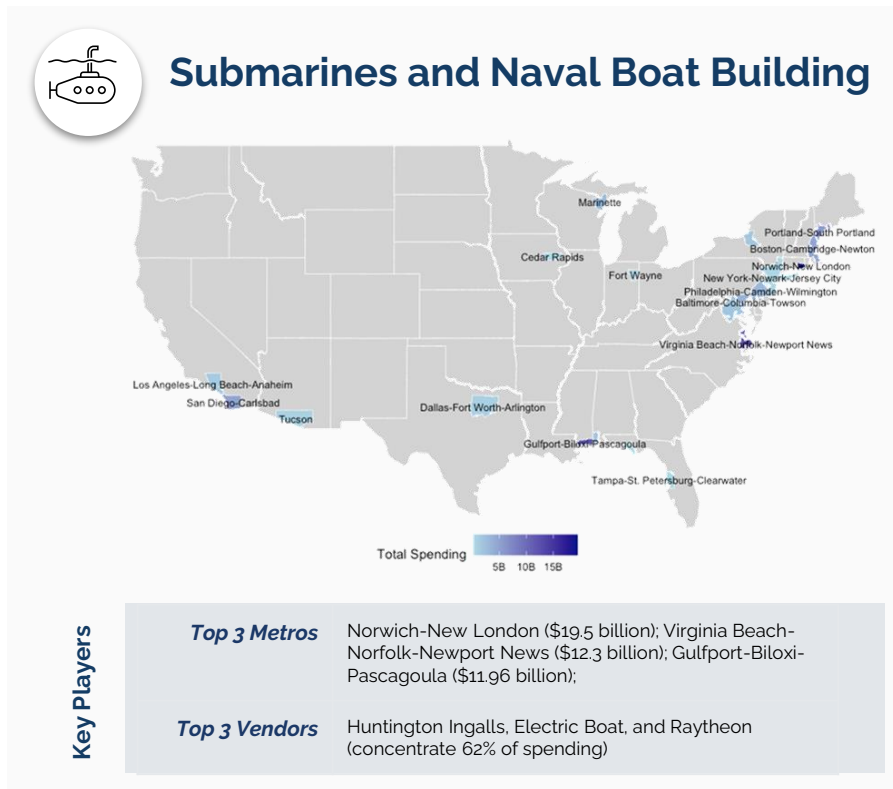 Submarines and Naval Boat Building
Marinette
Portland-South Portland
Boston-Cambridge-Newton
Cedar Rapids
Norwich-New London
Fort Wayne
New York-Newark-Jersey City
Philadelphia-Camden-Wilmington
Baltimore-Columbia-Towson
Virginia Beach-Norfolk-Newport News
Los Angeles-Long Beach-Anaheim
San Diego-Carlsbad
Dallas-Fort Worth-Arlington
Tucson
Gulfport-Biloxi-Pascagoula
Tampa-St. Petersburg-Clearwater
Total Spending
5B 10B 15B
Key Players
Top 3 Metros
Norwich-New London ($19.5 billion); Virginia Beach-
Norfolk-Newport News ($12.3 billion); Gulfport-Biloxi-
Pascagoula ($11.96 billion);
Top 3 Vendors
Huntington Ingalls, Electric Boat, and Raytheon
(concentrate 62% of spending)